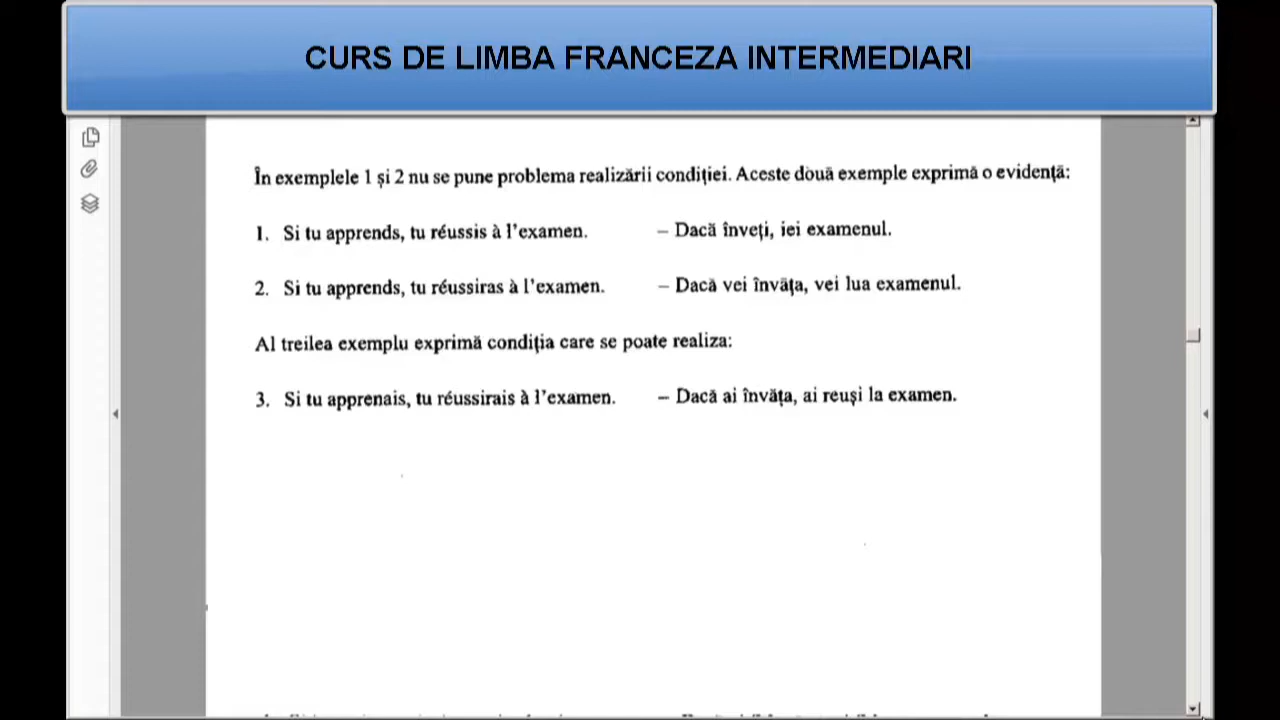 CURS DE LIMBA FRANCEZA INTERMEDIARI
În exemplele 1 și 2 nu se pune problema realizării condiției. Aceste două exemple exprimă o evidență:
1. Si tu apprends, tu réussis à l'examen. – Dacă înveți, iei examenul.
2. Si tu apprends, tu réussiras à l'examen. – Dacă vei învăța, vei lua examenul.
Al treilea exemplu exprimă condiția care se poate realiza:
3. Si tu apprenais, tu réussirais à l'examen. – Dacă ai învăța, ai reuși la examen.